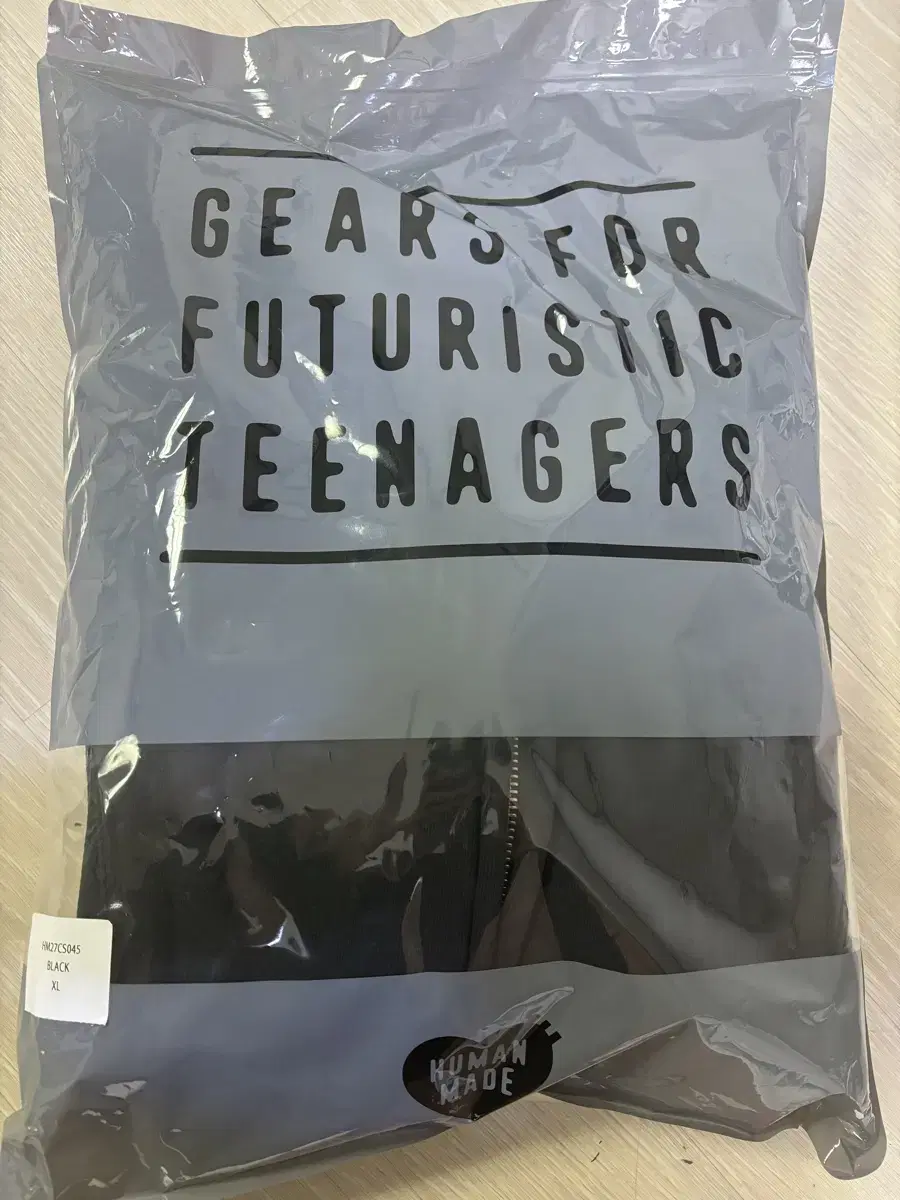 GEARS FOR
FUTURISTIC
TEENAGERS
HM27CS045
BLACK
XL
HUMAN
MADE